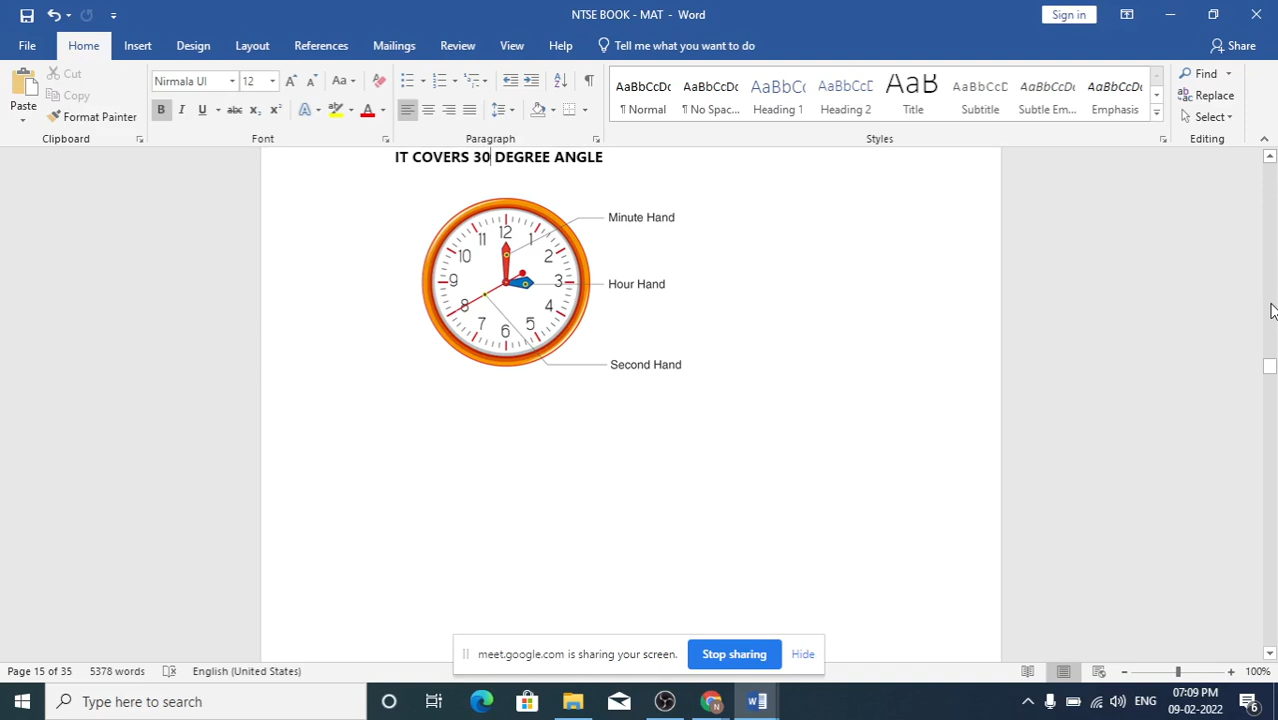 NTSE BOOK - MAT - Word
Sign in
File
Home
Insert
Design
Layout
References
Mailings
Review
View
Help
Tell me what you want to do
Share
Paste
Cut
Copy
Format Painter
Clipboard
Nirmala UI
12
Font
Paragraph
AaBbCcDc
¶ Normal
AaBbCcDc
¶ No Spac...
AaBbCc
Heading 1
AaBbCcD
Heading 2
AaB
Title
AaBbCcD
Subtitle
AaBbCcDc
Subtle Em...
AaBbCcDc
Emphasis
Styles
Find
Replace
Select
Editing
IT COVERS 30 DEGREE ANGLE
12
1
2
3
4
5
6
7
8
9
10
11
Minute Hand
Hour Hand
Second Hand
meet.google.com is sharing your screen.
Stop sharing
Hide
Page 15 of 35
5378 words
English (United States)
100%
Type here to search
ENG
07:09 PM
09-02-2022
6